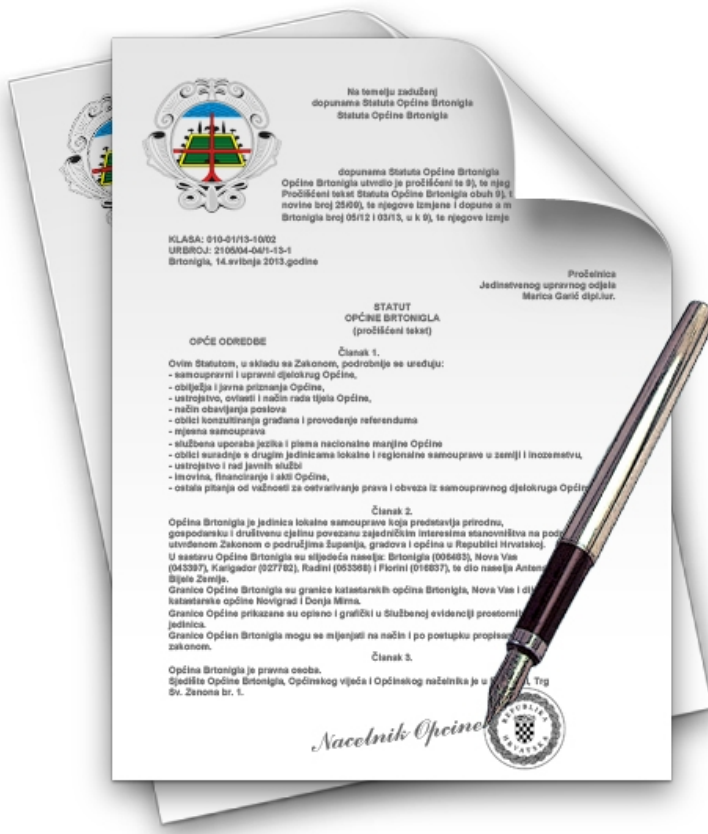 Na temelju zaduženj
dopunama Statuta Općine Brtonigla
Statuta Općine Brtonigla
dopunama Statuta Općine Brtonigla
Općine Brtonigla utvrdio je pročišćeni te 9), te njeg
Pročišćeni tekst Statuta Općine Brtonigla obuh 9), t
novine broj 25/09), te njegove izmjene i dopune a m
Brtonigla broj 05/12 i 03/13, u k 9), te njegove izmje
KLASA: 010-01/13-10/02
URBROJ: 2105/04-04/1-13-1
Brtonigla, 14.svibnja 2013.godine
Pročelnica
Jedinstvenog upravnog odjela
Marica Garić dipl.iur.
STATUT
OPĆINE BRTONIGLA
(pročišćeni tekst)
OPĆE ODREDBE
Članak 1.
Ovim Statutom, u skladu sa Zakonom, podrobnije se uređuju:
- samoupravni i upravni djelokrug Općine,
- obilježja i javna priznanja Općine,
- ustrojstvo, ovlasti i način rada tijela Općine,
- način obavljanja poslova
- oblici konzultiranja građana i provođenje referenduma
- mjesna samouprava
- službena uporaba jezika i pisma nacionalne manjine Općine
- oblici suradnje s drugim jedinicama lokalne i regionalne samouprave u zemlji i inozemstvu,
- ustrojstvo i rad javnih službi
- imovina, financiranje i akti Općine,
- ostala pitanja od važnosti za ostvarivanje prava i obveza iz samoupravnog djelokruga Općin
Članak 2.
Općina Brtonigla je jedinica lokalne samouprave koja predstavlja prirodnu,
gospodarsku i društvenu cjelinu povezanu zajedničkim interesima stanovništva na podr
utvrđenom Zakonom o područjima županija, gradova i općina u Republici Hrvatskoj.
U sastavu Općine Brtonigla su slijedeća naselja: Brtonigla (006483), Nova Vas
(043397), Karigador (027782), Radini (053368) i Fiorini (016837), te dio naselja Anten
Bijele Zemlje.
Granice Općine Brtonigla su granice katastarskih općina Brtonigla, Nova Vas i di
katastarske općine Novigrad i Donja Mirna.
Granice Općine prikazane su opisno i grafički u Službenoj evidenciji prostornih
jedinica.
Granice Općien Brtonigla mogu se mijenjati na način i po postupku propisa
zakonom.
Članak 3.
Općina Brtonigla je pravna osoba.
Sjedište Općine Brtonigla, Općinskog vijeća i Općinskog načelnika je u Trg
Sv. Zenona br. 1.
Nacelnik Opcine
REPUBLIKA
HRVATSKA